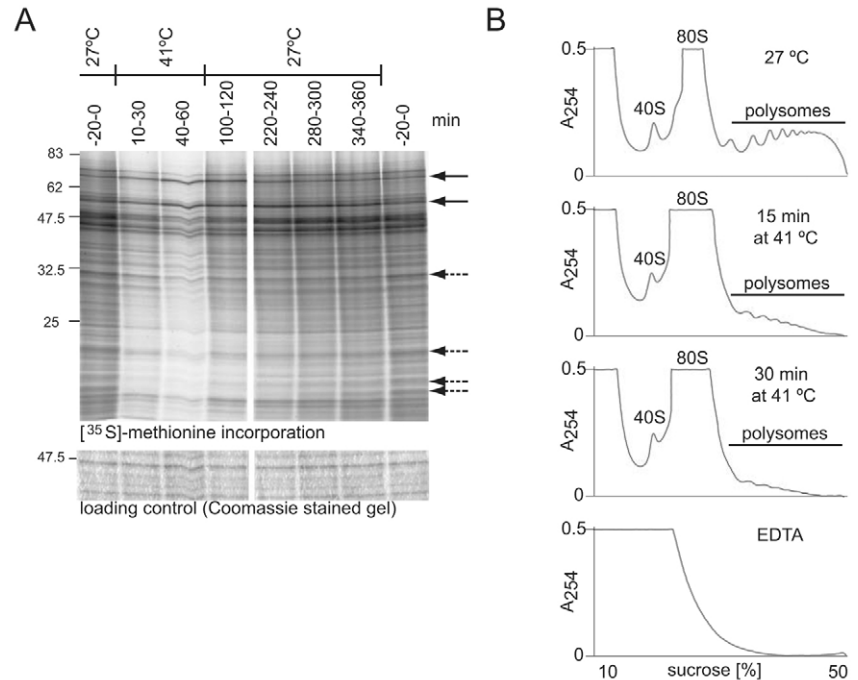 A
27ºC 41ºC 27ºC
-20-0 10-30 40-60 100-120 220-240 280-300 340-360 -20-0 min
83
62
47.5
32.5
25
[35S]-methionine incorporation
47.5
loading control (Coomassie stained gel)
B
80S
0.5
27 ºC
40S
polysomes
A254
0
80S
0.5
15 min
at 41 ºC
40S
polysomes
A254
0
80S
0.5
30 min
at 41 ºC
40S
polysomes
A254
0
0.5
EDTA
A254
0
10 sucrose [%] 50